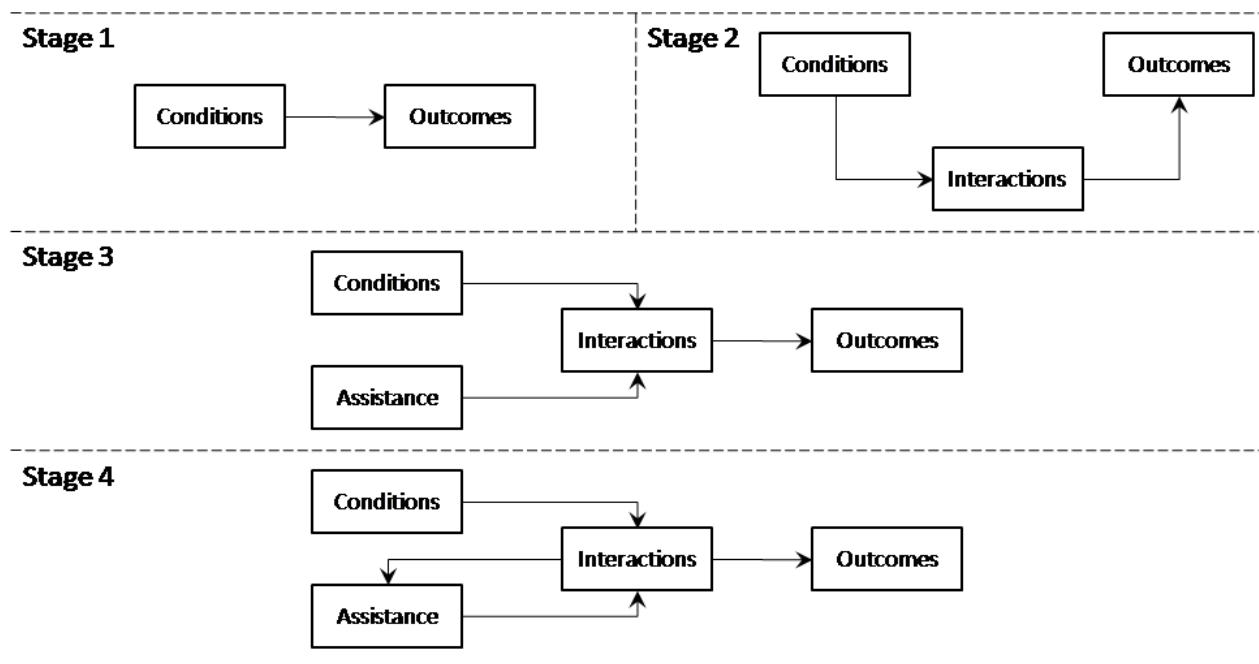 Stage 1
Conditions
Outcomes
Stage 2
Conditions
Outcomes
Interactions
Stage 3
Conditions
Interactions
Outcomes
Assistance
Stage 4
Conditions
Interactions
Outcomes
Assistance